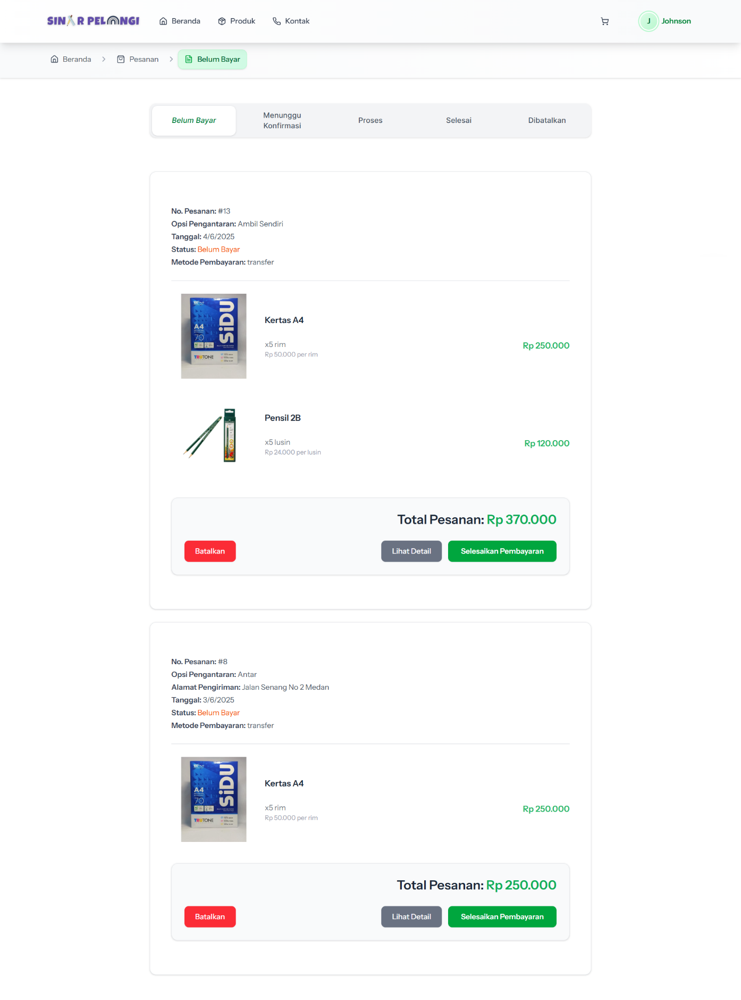 SINAR PELANGI
Beranda
Produk
Kontak
J
Johnson
Beranda
Pesanan
Belum Bayar
Belum Bayar
Menunggu
Konfirmasi
Proses
Selesai
Dibatalkan
No. Pesanan: #13
Opsi Pengantaran: Ambil Sendiri
Tanggal: 4/6/2025
Status: Belum Bayar
Metode Pembayaran: transfer
SiDU
A4
70
TRUTONE
Kertas A4
x5 rim
Rp 50.000 per rim
Rp 250.000
Pensil 2B
x5 lusin
Rp 24.000 per lusin
Rp 120.000
Total Pesanan: Rp 370.000
Batalkan
Lihat Detail
Selesaikan Pembayaran
No. Pesanan: #8
Opsi Pengantaran: Antar
Alamat Pengiriman: Jalan Senang No 2 Medan
Tanggal: 3/6/2025
Status: Belum Bayar
Metode Pembayaran: transfer
SiDU
A4
70
TRUTONE
Kertas A4
x5 rim
Rp 50.000 per rim
Rp 250.000
Total Pesanan: Rp 250.000
Batalkan
Lihat Detail
Selesaikan Pembayaran